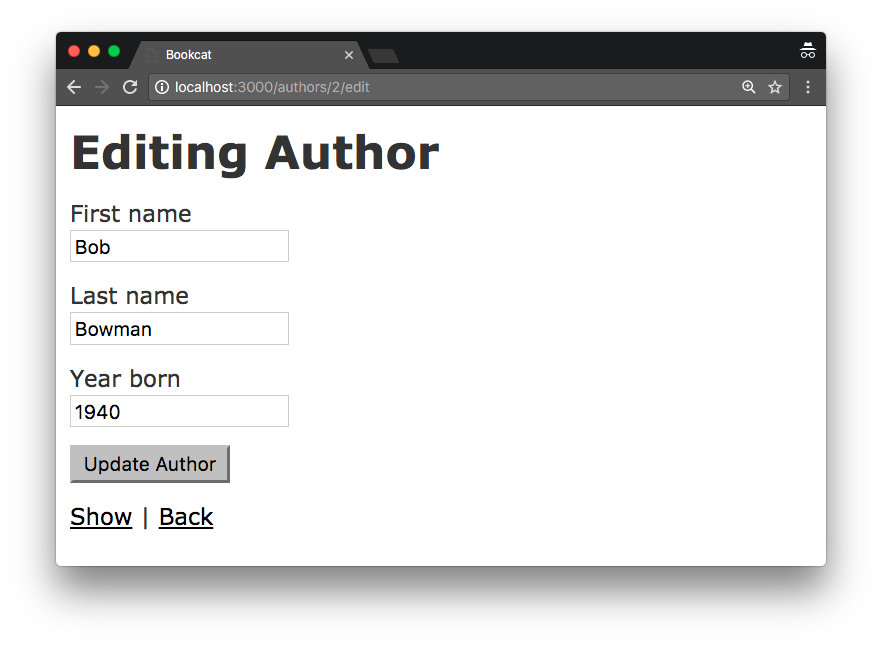 Bookcat
localhost:3000/authors/2/edit
Editing Author
First name
Bob
Last name
Bowman
Year born
1940
Update Author
Show | Back